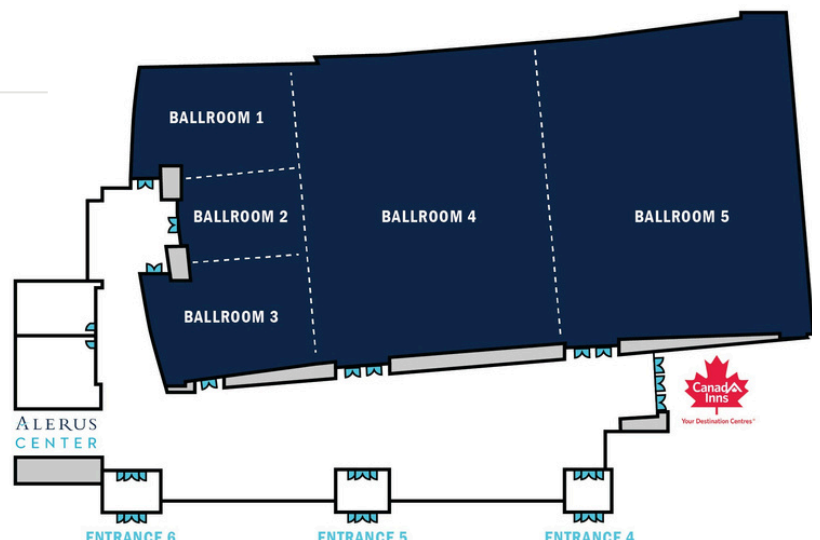 BALLROOM 1
BALLROOM 2
BALLROOM 3
BALLROOM 4
BALLROOM 5
ALERUS
CENTER
Canada
Inns
Your Destination Centres™
ENTRANCE 6
ENTRANCE 5
ENTRANCE 4